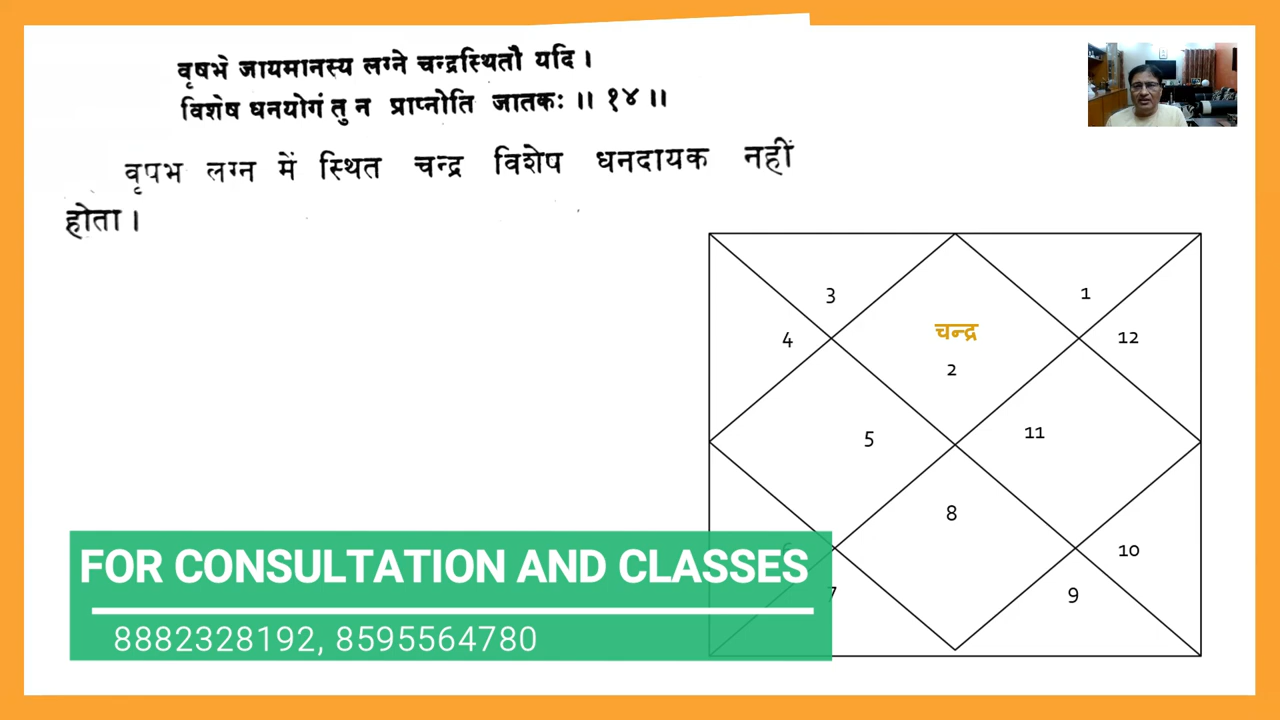 वृषभे जायमानस्य लग्ने चन्द्रस्थितौ यदि ।
विशेष धनयोगं तु न प्राप्नोति जातकः ॥ १४ ॥
वृषभ लग्न में स्थित चन्द्र विशेष धनदायक नहीं
होता ।
3
1
4
चन्द्र
12
2
5
11
8
10
7
9
FOR CONSULTATION AND CLASSES
8882328192, 8595564780